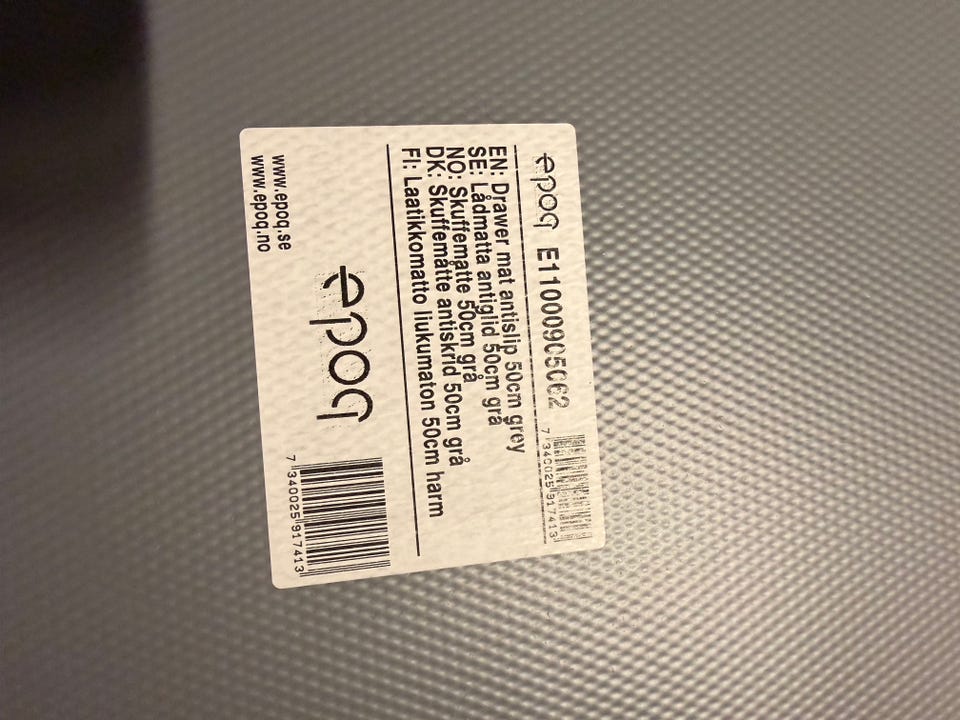 epoq E11000905062
7 340025 917413
EN: Drawer mat antislip 50cm grey
SE: Lådmatta antiglid 50cm grå
NO: Skuffematte 50cm grå
DK: Skuffemåtte antiskrid 50cm grå
FI: Laatikkomatto liukumaton 50cm harm
epoq
7 340025 917413
www.epoq.se
www.epoq.no